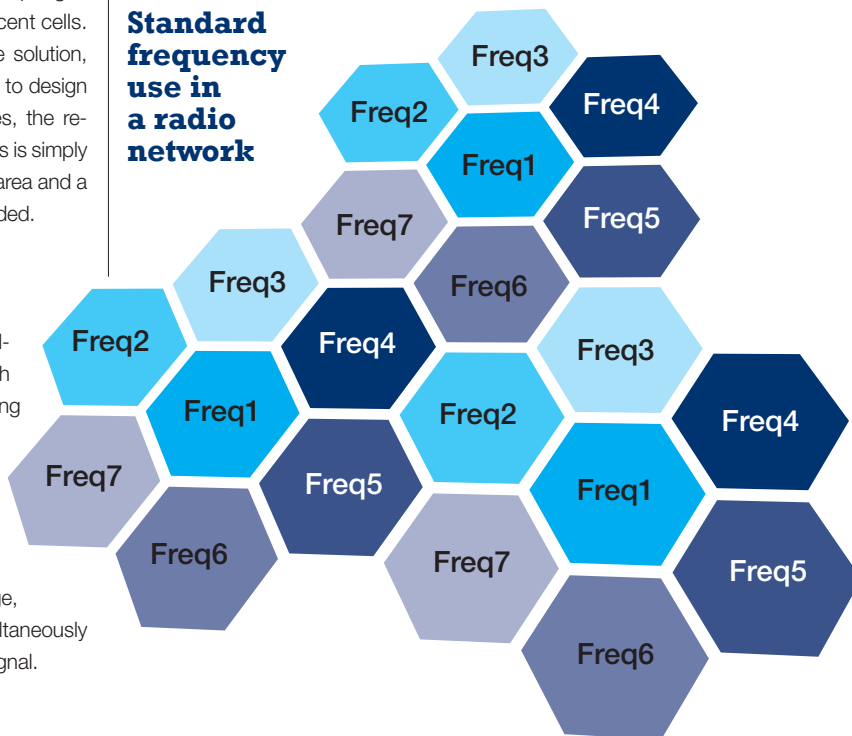 cent cells.
solution,
to design
es, the re-
s is simply
area and a
ded.
ng
ge,
ultaneously
gnal.
Standard
frequency
use in
a radio
network
Freq3
Freq2
Freq4
Freq1
Freq7
Freq5
Freq3
Freq6
Freq2
Freq4
Freq3
Freq1
Freq2
Freq4
Freq7
Freq5
Freq1
Freq6
Freq7
Freq5
Freq6